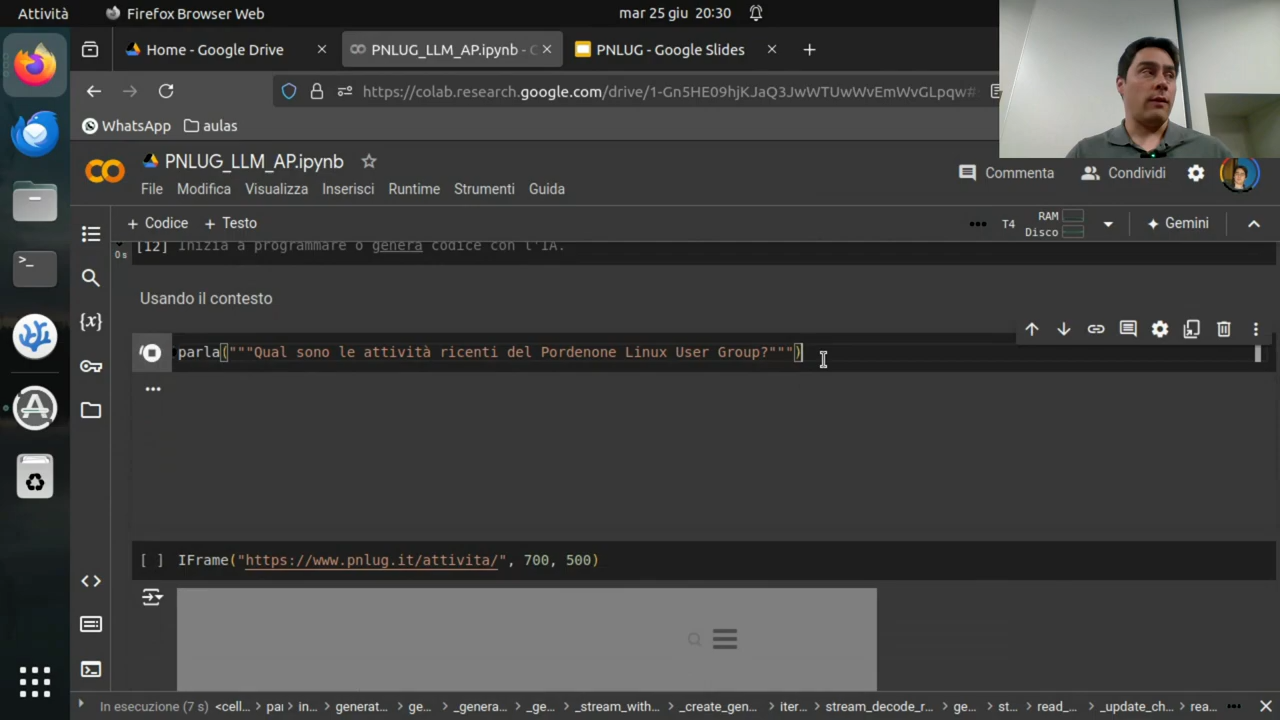 Attività
Firefox Browser Web
mar 25 giu 20:30
Home - Google Drive
PNLUG_LLM_AP.ipynb - C
PNLUG - Google Slides
https://colab.research.google.com/drive/1-Gn5HE09hjKJaQ3JwWTUwWvEmWvGLpqw#
WhatsApp
aulas
PNLUG_LLM_AP.ipynb
Commenta
Condividi
File Modifica Visualizza Inserisci Runtime Strumenti Guida
+ Codice + Testo
T4
RAM
Disco
Gemini
[12] Inizia a programmare o genera codice con l'IA.
0 s
Usando il contesto
parla("""Qual sono le attività ricenti del Pordenone Linux User Group?""")
[ ] IFrame("https://www.pnlug.it/attivita/", 700, 500)
In esecuzione (7 s) <cell... pa in... generat... ge... _genera... _ge... _stream_with... _create_gen... iter... stream_decode_r... ge... st... read_... _update_ch... rea...